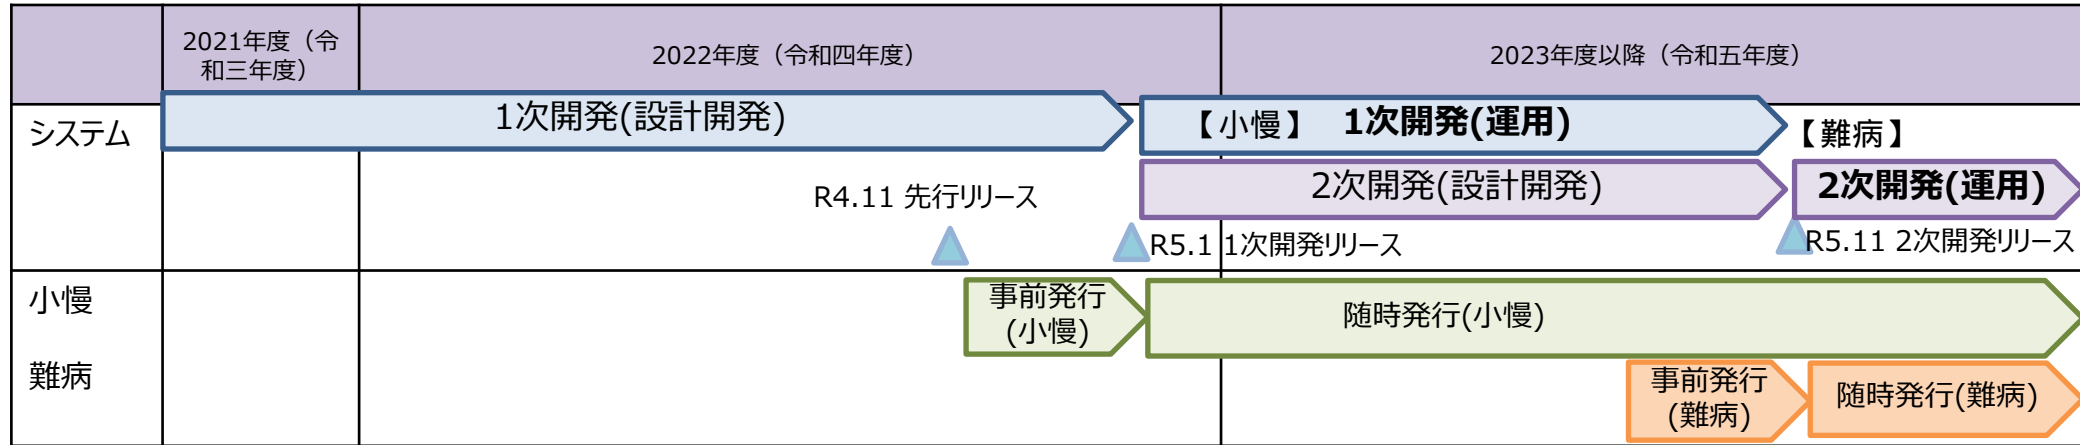 2021年度（令
和三年度）
2022年度（令和四年度）
2023年度以降（令和五年度）
システム
1次開発(設計開発)
【小慢】 1次開発(運用)
【難病】
2次開発(設計開発)
2次開発(運用)
R4.11 先行リリース
R5.1 1次開発リリース
R5.11 2次開発リリース
小慢
事前発行
(小慢)
随時発行(小慢)
難病
事前発行
(難病)
随時発行(難病)